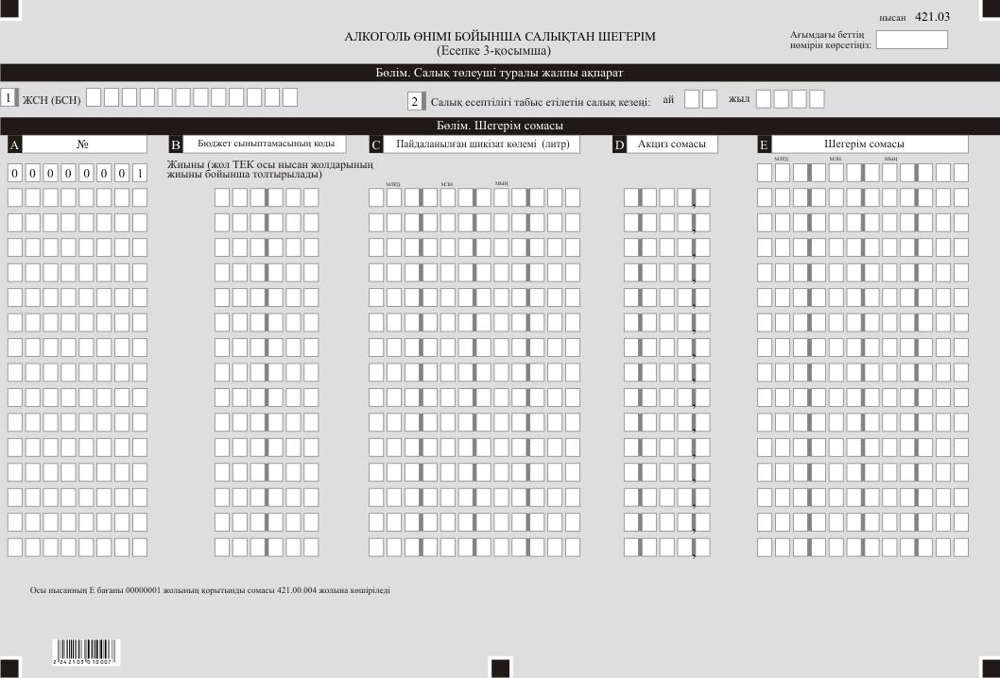 нысан 421.03
АЛКОГОЛЬ ӨНІМІ БОЙЫНША САЛЫҚТАН ШЕГЕРІМ
(Есепке 3-қосымша)
Ағымдағы беттің
нөмірін көрсетіңіз:
Бөлім. Салық төлеуші туралы жалпы ақпарат
1 ЖСН (БСН)
2 Салық есептілігі табыс етілетін салық кезеңі: ай жыл
Бөлім. Шегерім сомасы
A №
B Бюджет сыныптамасының коды
C Пайдаланылған шикізат көлемі (литр)
D Акциз сомасы
E Шегерім сомасы
0 0 0 0 0 0 0 1
Жиыны (жол ТЕК осы нысан жолдарының
жиыны бойынша толтырылады)
млрд. млн. мың
млрд. млн. мың
Осы нысанның Е бағаны 00000001 жолының қорытынды сомасы 421.00.004 жолына көшіріледі
2 242103 010007